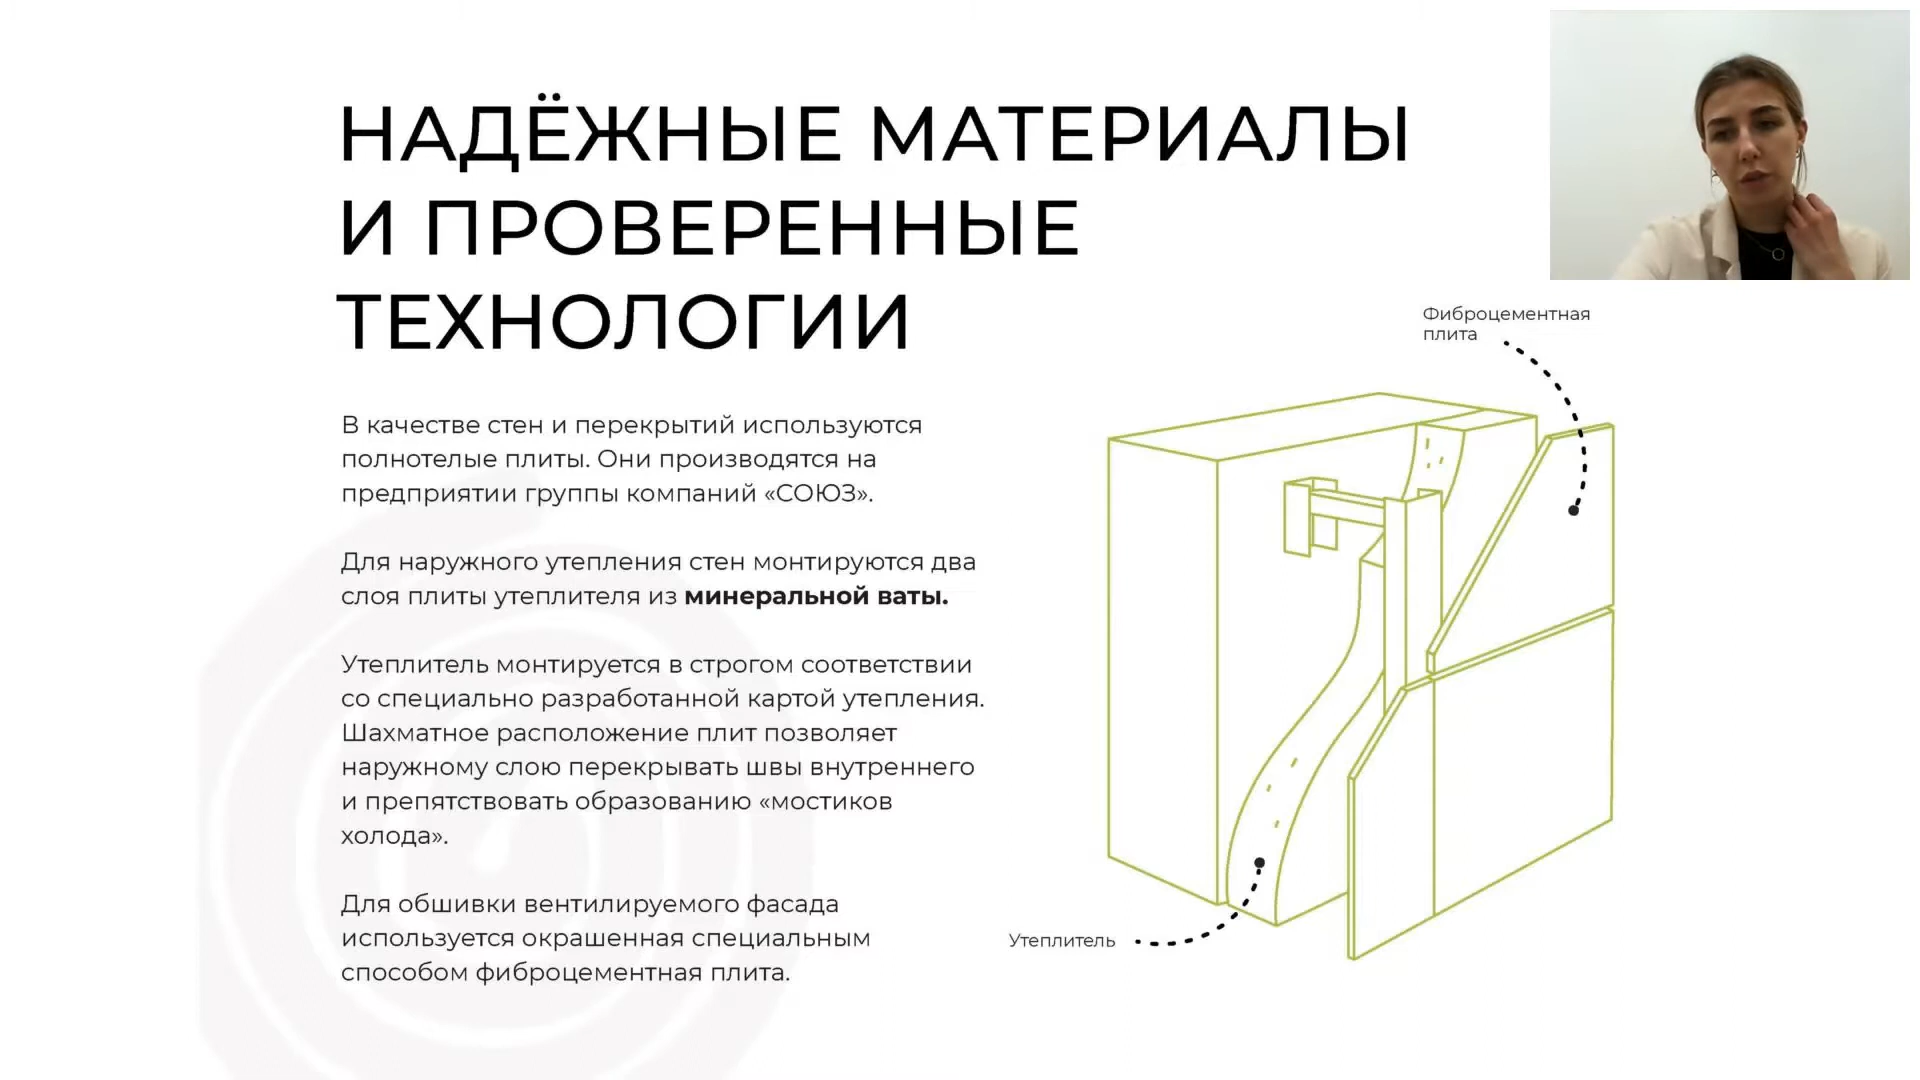 НАДЁЖНЫЕ МАТЕРИАЛЫ
И ПРОВЕРЕННЫЕ
ТЕХНОЛОГИИ
В качестве стен и перекрытий используются
полнотелые плиты. Они производятся на
предприятии группы компаний «СОЮЗ».
Для наружного утепления стен монтируются два
слоя плиты утеплителя из минеральной ваты.
Утеплитель монтируется в строгом соответствии
со специально разработанной картой утепления.
Шахматное расположение плит позволяет
наружному слою перекрывать швы внутреннего
и препятствовать образованию «мостиков
холода».
Для обшивки вентилируемого фасада
используется окрашенная специальным
способом фиброцементная плита.
Фиброцементная
плита
Утеплитель